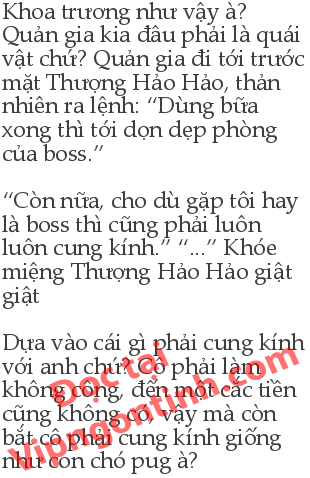 Khoa trương như vậy à?
Quản gia kia đâu phải là quái
vật chứ? Quản gia đi tới trước
mặt Thượng Hảo Hảo, thản
nhiên ra lệnh: “Dùng bữa
xong thì tới dọn dẹp phòng
của boss.”
“Còn nữa, cho dù gặp tôi hay
là boss thì cũng phải luôn
luôn cung kính.” “...” Khóe
miệng Thượng Hảo Hảo giật
giật
Dựa vào cái gì phải cung kính
với anh chứ? Cô phải làm
không công, đến một cắc tiền
cũng không có, vậy mà còn
bắt cô phải cung kính giống
như con chó pug à?
Doc tai
Vipngontinh.com